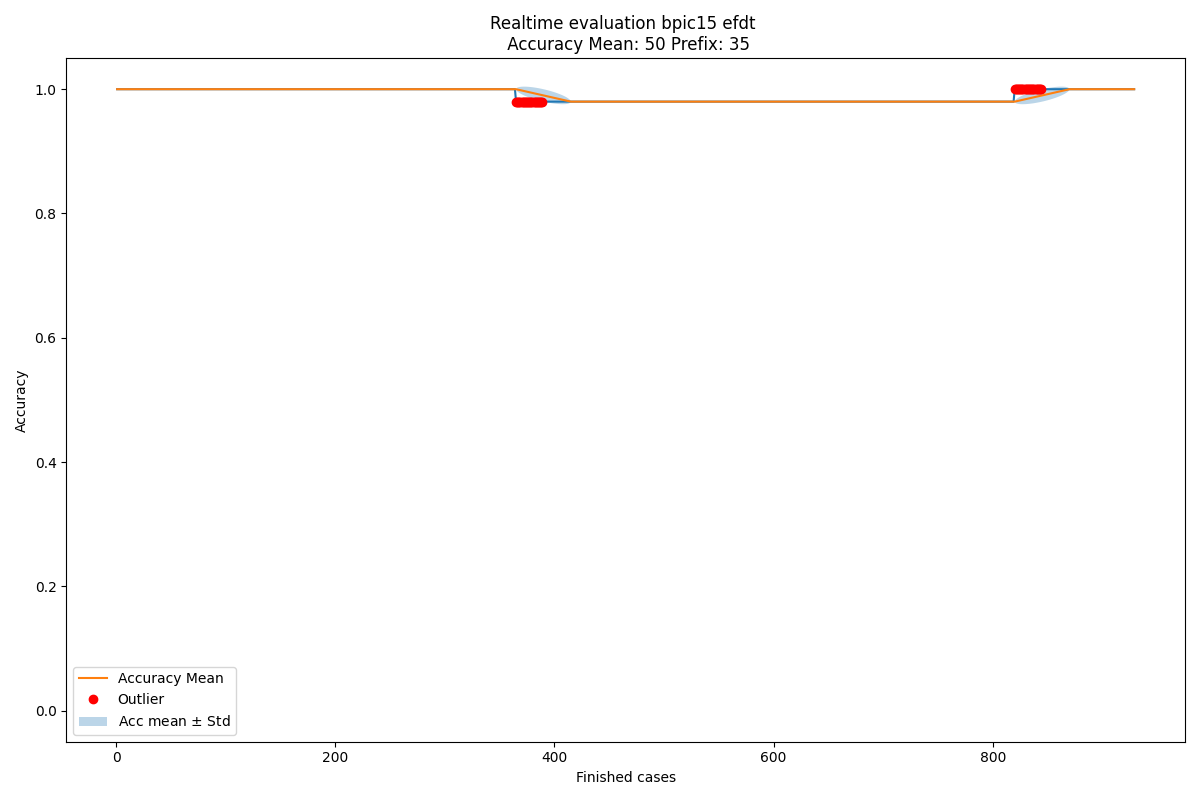 Realtime evaluation bpic15 efdt
Accuracy Mean: 50 Prefix: 35
1.0
0.8
0.6
0.4
0.2
0.0
Accuracy
Accuracy Mean
Outlier
Acc mean ± Std
0 200 400 600 800
Finished cases